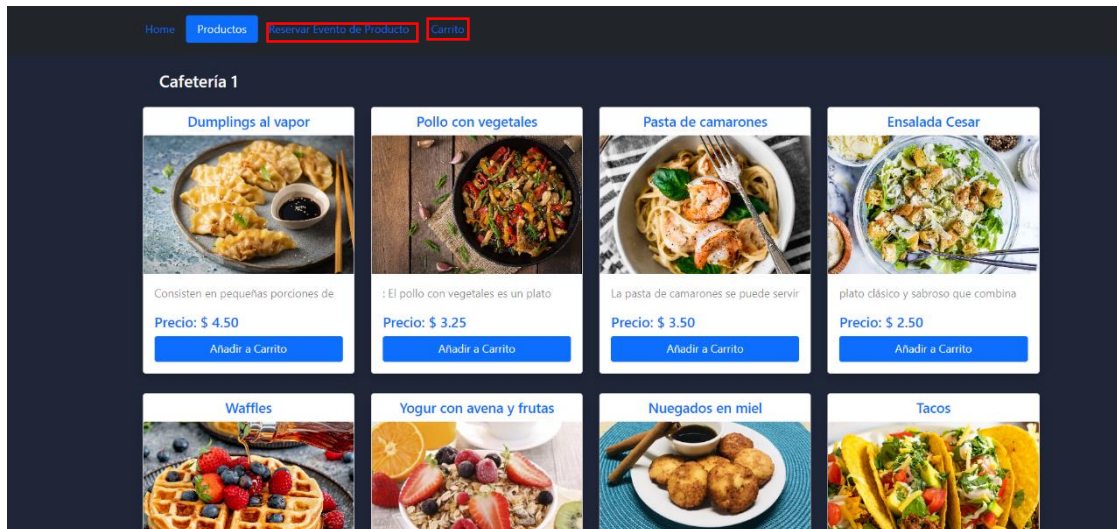 Home Productos Reservar Evento de Producto Carrito
Cafetería 1
Dumplings al vapor Pollo con vegetales Pasta de camarones Ensalada Cesar
Consisten en pequeñas porciones de : El pollo con vegetales es un plato La pasta de camarones se puede servir plato clásico y sabroso que combina
Precio: $ 4.50 Precio: $ 3.25 Precio: $ 3.50 Precio: $ 2.50
Añadir a Carrito Añadir a Carrito Añadir a Carrito Añadir a Carrito
Waffles Yogur con avena y frutas Nuegados en miel Tacos